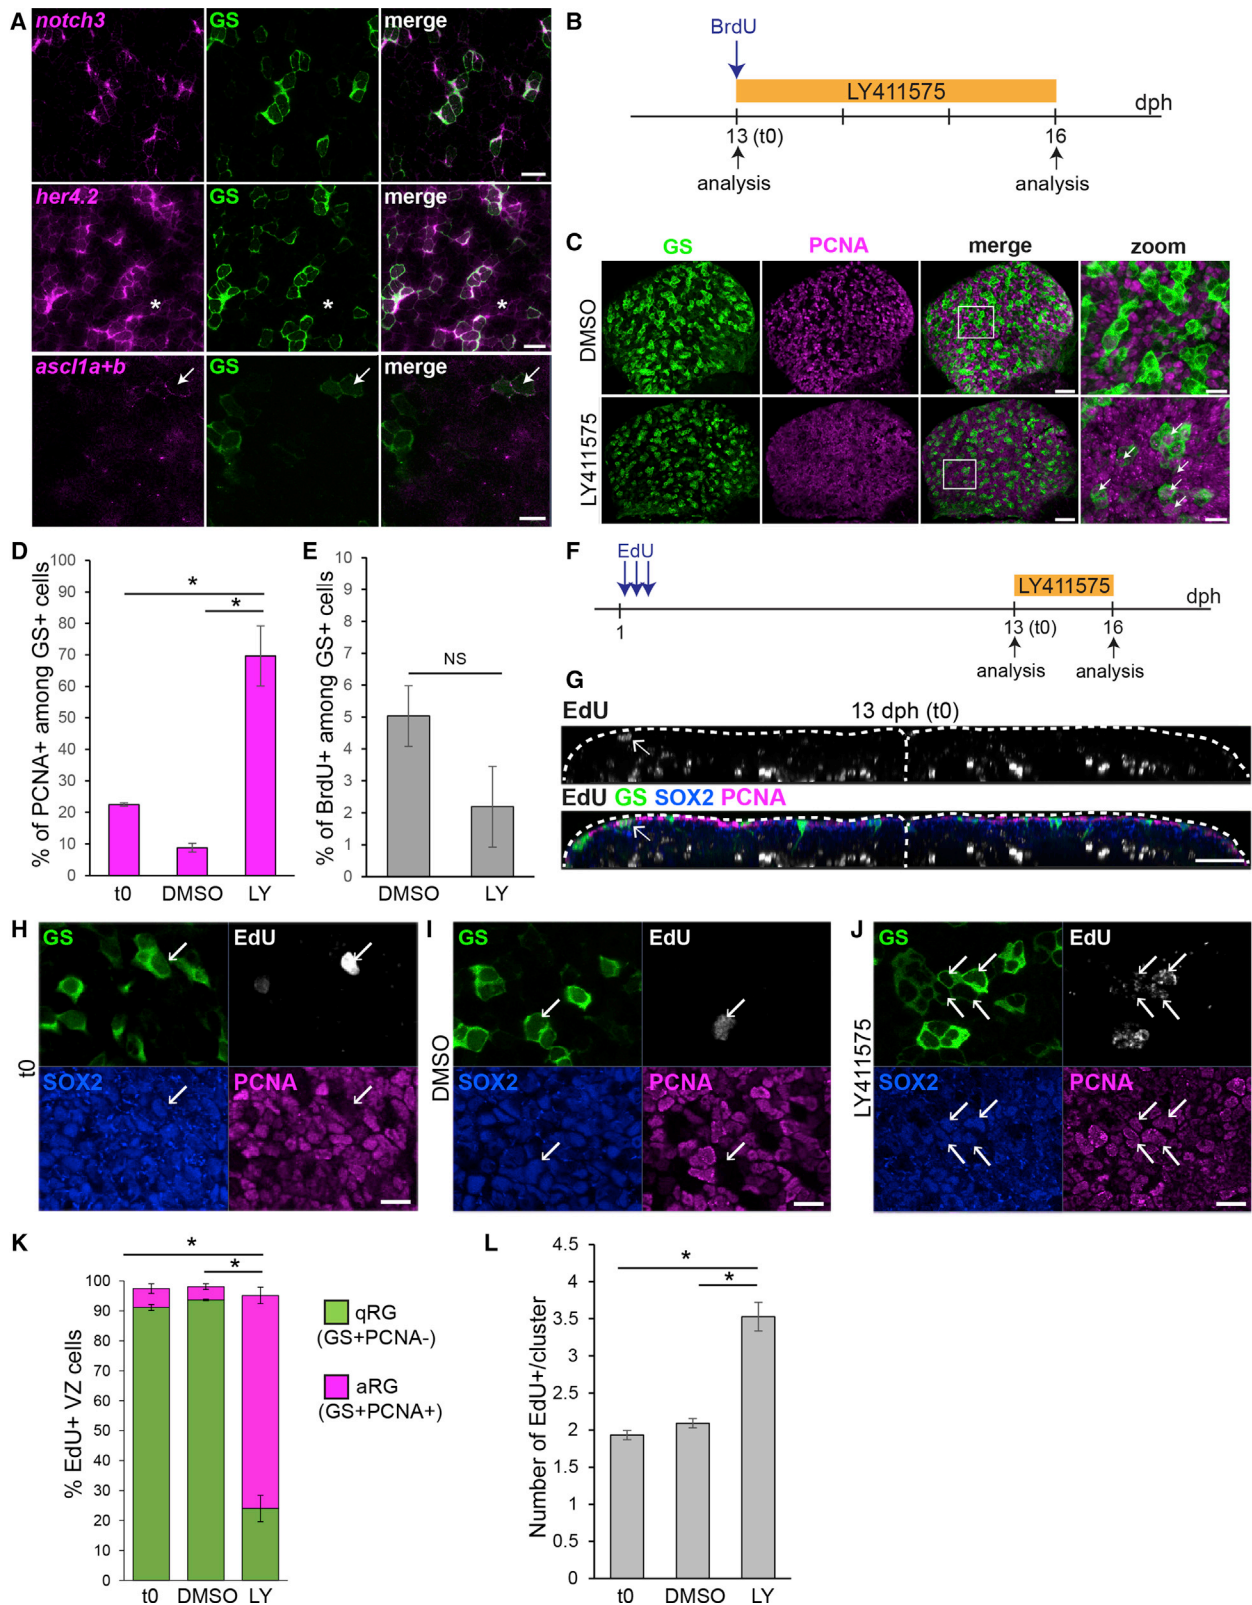 A
notch3 GS merge
her4.2 GS merge
* * *
ascl1a+b GS merge
B
BrdU
LY411575
dph
13 (t0) 16
analysis analysis
C
GS PCNA merge zoom
DMSO
LY411575
D
% of PCNA+ among GS+ cells
100
90
80
70
60
50
40
30
20
10
0
*
*
t0 DMSO LY
E
% of BrdU+ among GS+ cells
10
9
8
7
6
5
4
3
2
1
0
NS
DMSO LY
F
EdU
LY411575
dph
1 13 (t0) 16
analysis analysis
G
EdU 13 dph (t0)
EdU GS SOX2 PCNA
H
t0
GS EdU
SOX2 PCNA
I
DMSO
GS EdU
SOX2 PCNA
J
LY411575
GS EdU
SOX2 PCNA
K
% EdU+ VZ cells
100
90
80
70
60
50
40
30
20
10
0
*
*
t0 DMSO LY
qRG
(GS+PCNA-)
aRG
(GS+PCNA+)
L
Number of EdU+/cluster
4.5
4
3.5
3
2.5
2
1.5
1
0.5
0
*
*
t0 DMSO LY